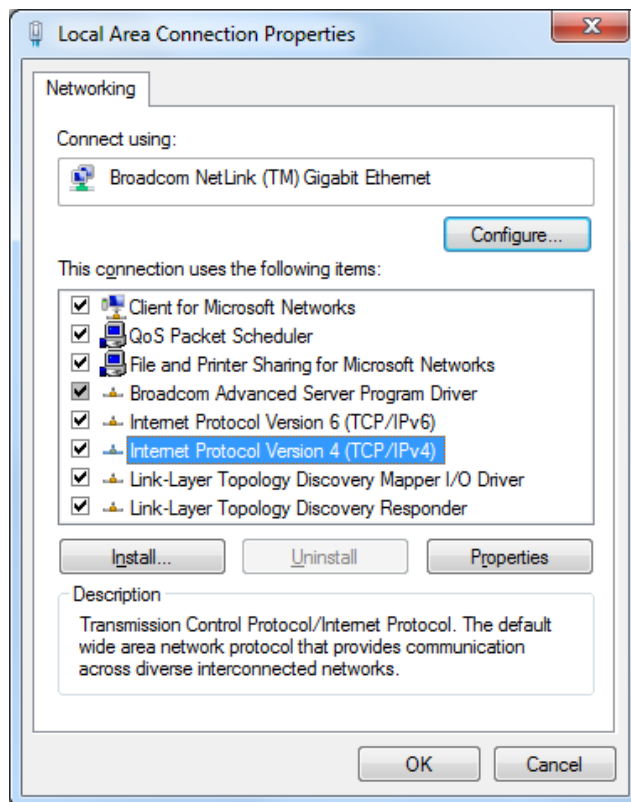 Local Area Connection Properties
Networking
Connect using:
Broadcom NetLink (TM) Gigabit Ethernet
Configure...
This connection uses the following items:
Client for Microsoft Networks
QoS Packet Scheduler
File and Printer Sharing for Microsoft Networks
Broadcom Advanced Server Program Driver
Internet Protocol Version 6 (TCP/IPv6)
Internet Protocol Version 4 (TCP/IPv4)
Link-Layer Topology Discovery Mapper I/O Driver
Link-Layer Topology Discovery Responder
Install... Uninstall Properties
Description
Transmission Control Protocol/Internet Protocol. The default
wide area network protocol that provides communication
across diverse interconnected networks.
OK Cancel